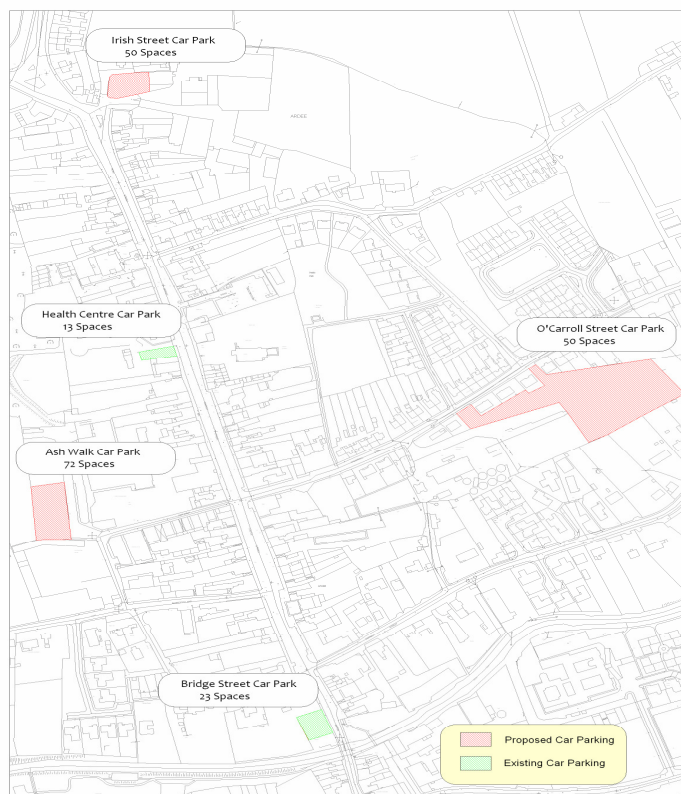 Irish Street Car Park
50 Spaces
ARDEE
Health Centre Car Park
13 Spaces
O'Carroll Street Car Park
50 Spaces
Ash Walk Car Park
72 Spaces
Bridge Street Car Park
23 Spaces
Proposed Car Parking
Existing Car Parking